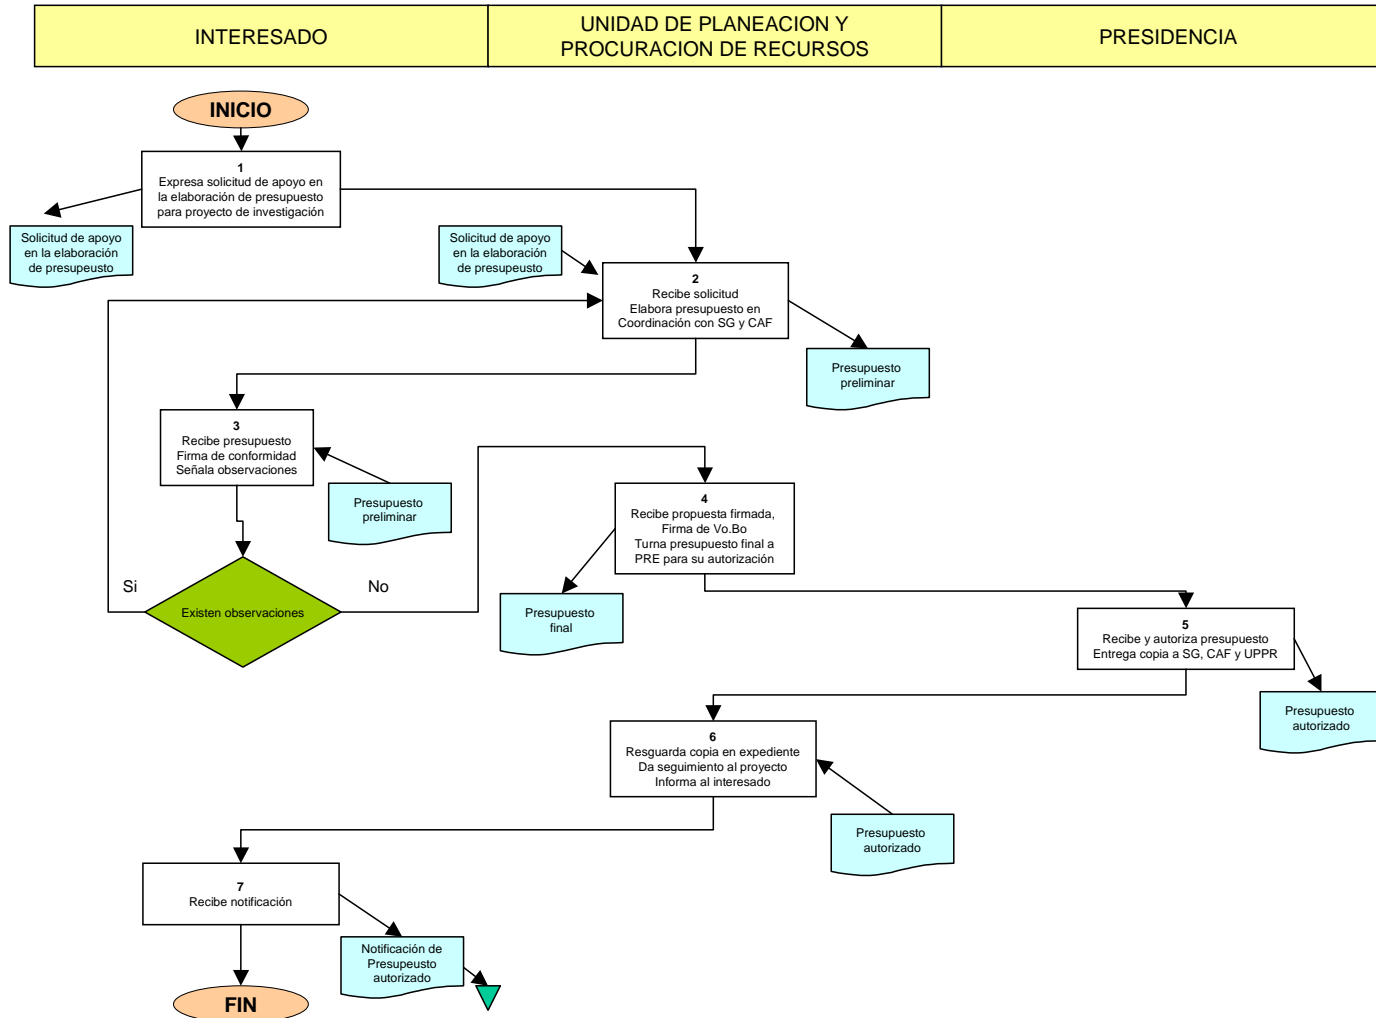 INTERESADO
UNIDAD DE PLANEACION Y
PROCURACION DE RECURSOS
PRESIDENCIA
INICIO
1
Expresa solicitud de apoyo en
la elaboración de presupuesto
para proyecto de investigación
Solicitud de apoyo
en la elaboración
de presupeusto
Solicitud de apoyo
en la elaboración
de presupeusto
2
Recibe solicitud
Elabora presupuesto en
Coordinación con SG y CAF
Presupuesto
preliminar
3
Recibe presupuesto
Firma de conformidad
Señala observaciones
Presupuesto
preliminar
Si
Existen observaciones
No
4
Recibe propuesta firmada,
Firma de Vo.Bo
Turna presupuesto final a
PRE para su autorización
Presupuesto
final
5
Recibe y autoriza presupuesto
Entrega copia a SG, CAF y UPPR
Presupuesto
autorizado
6
Resguarda copia en expediente
Da seguimiento al proyecto
Informa al interesado
Presupuesto
autorizado
7
Recibe notificación
Notificación de
Presupeusto
autorizado
FIN